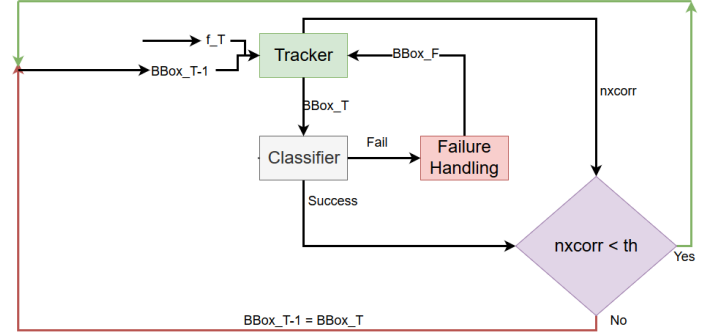 f_T
Tracker
BBox_F
BBox_T-1
nxcorr
BBox_T
Classifier
Fail
Failure
Handling
Success
nxcorr < th
Yes
BBox_T-1 = BBox_T
No